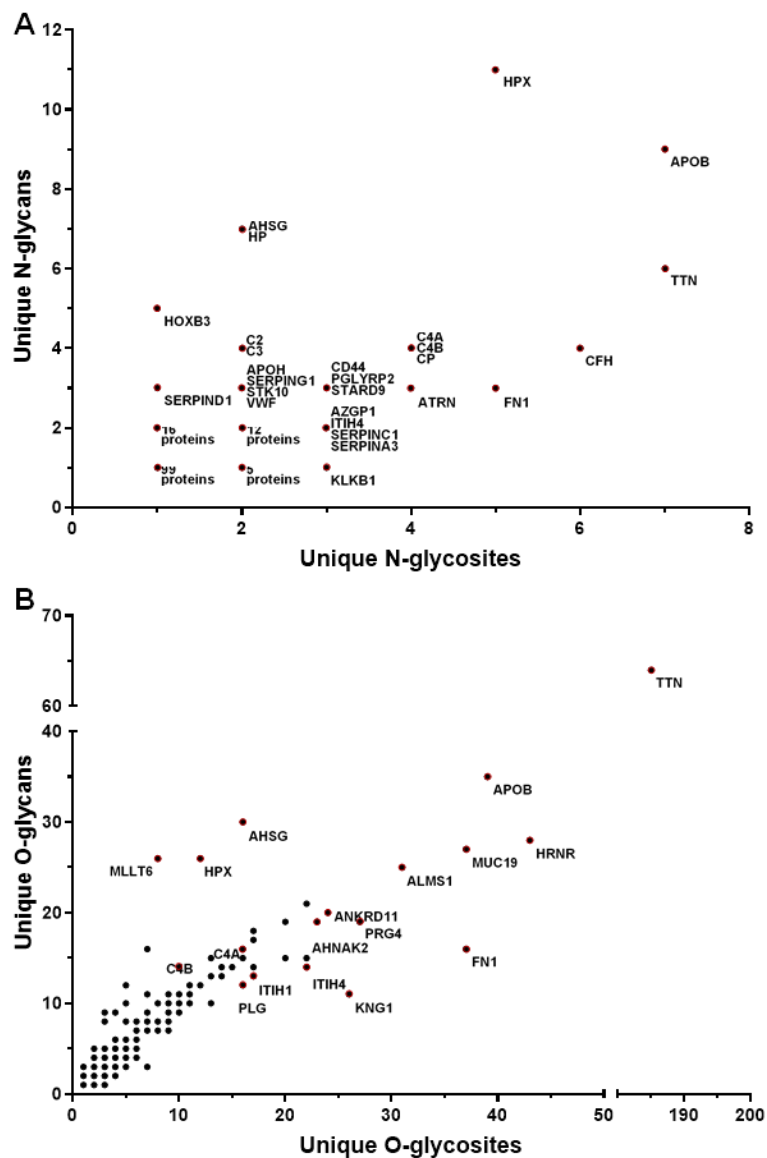 A
12
10
8
6
4
2
0
Unique N-glycans
HPX
APOB
AHSG
HP
TTN
HOXB3
C2
C3
C4A
C4B
CP
CFH
APOH
SERPING1
STK10
VWF
CD44
PGLYRP2
STARD9
SERPIND1
ATRN
FN1
AZGP1
ITIH4
SERPINC1
SERPINA3
16
proteins
12
proteins
99
proteins
5
proteins
KLKB1
0 2 4 6 8
Unique N-glycosites
B
70
60
40
30
20
10
0
Unique O-glycans
TTN
APOB
AHSG
HRNR
MUC19
MLLT6
HPX
ALMS1
ANKRD11
PRG4
AHNAK2
FN1
C4A
C4B
ITIH1
ITIH4
PLG
KNG1
0 10 20 30 40 50 190 200
Unique O-glycosites